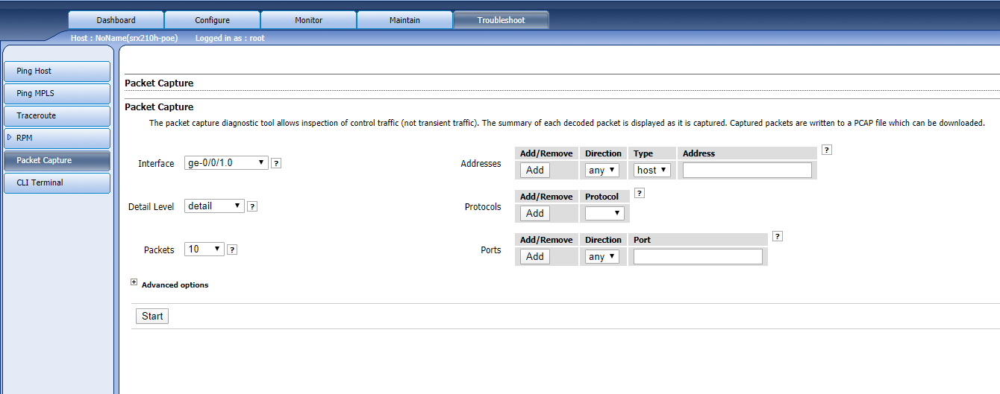 Dashboard Configure Monitor Maintain Troubleshoot
Host : NoName(srx210h-poe) Logged in as : root
Ping Host
Ping MPLS
Traceroute
RPM
Packet Capture
CLI Terminal
Packet Capture
Packet Capture
The packet capture diagnostic tool allows inspection of control traffic (not transient traffic). The summary of each decoded packet is displayed as it is captured. Captured packets are written to a PCAP file which can be downloaded.
Interface ge-0/0/1.0 ?
Detail Level detail ?
Packets 10 ?
Addresses
Add/Remove Direction Type Address ?
Add any host
Protocols
Add/Remove Protocol ?
Add
Ports
Add/Remove Direction Port ?
Add any
Advanced options
Start